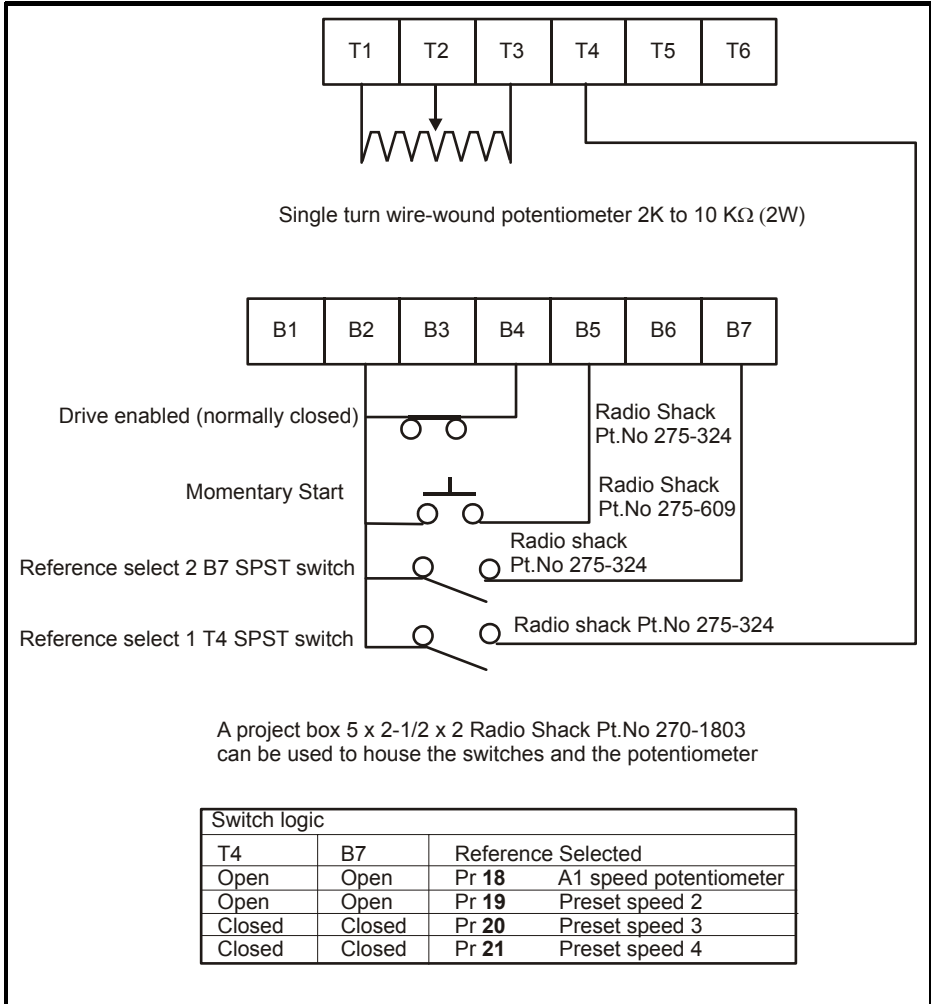 T1 T2 T3 T4 T5 T6
Single turn wire-wound potentiometer 2K to 10 KΩ (2W)
B1 B2 B3 B4 B5 B6 B7
Drive enabled (normally closed)
Radio Shack
Pt.No 275-324
Momentary Start
Radio Shack
Pt.No 275-609
Radio shack
Pt.No 275-324
Reference select 2 B7 SPST switch
Reference select 1 T4 SPST switch
Radio shack Pt.No 275-324
A project box 5 x 2-1/2 x 2 Radio Shack Pt.No 270-1803
can be used to house the switches and the potentiometer
Switch logic
T4 B7 Reference Selected
Open Open Pr 18 A1 speed potentiometer
Open Open Pr 19 Preset speed 2
Closed Closed Pr 20 Preset speed 3
Closed Closed Pr 21 Preset speed 4